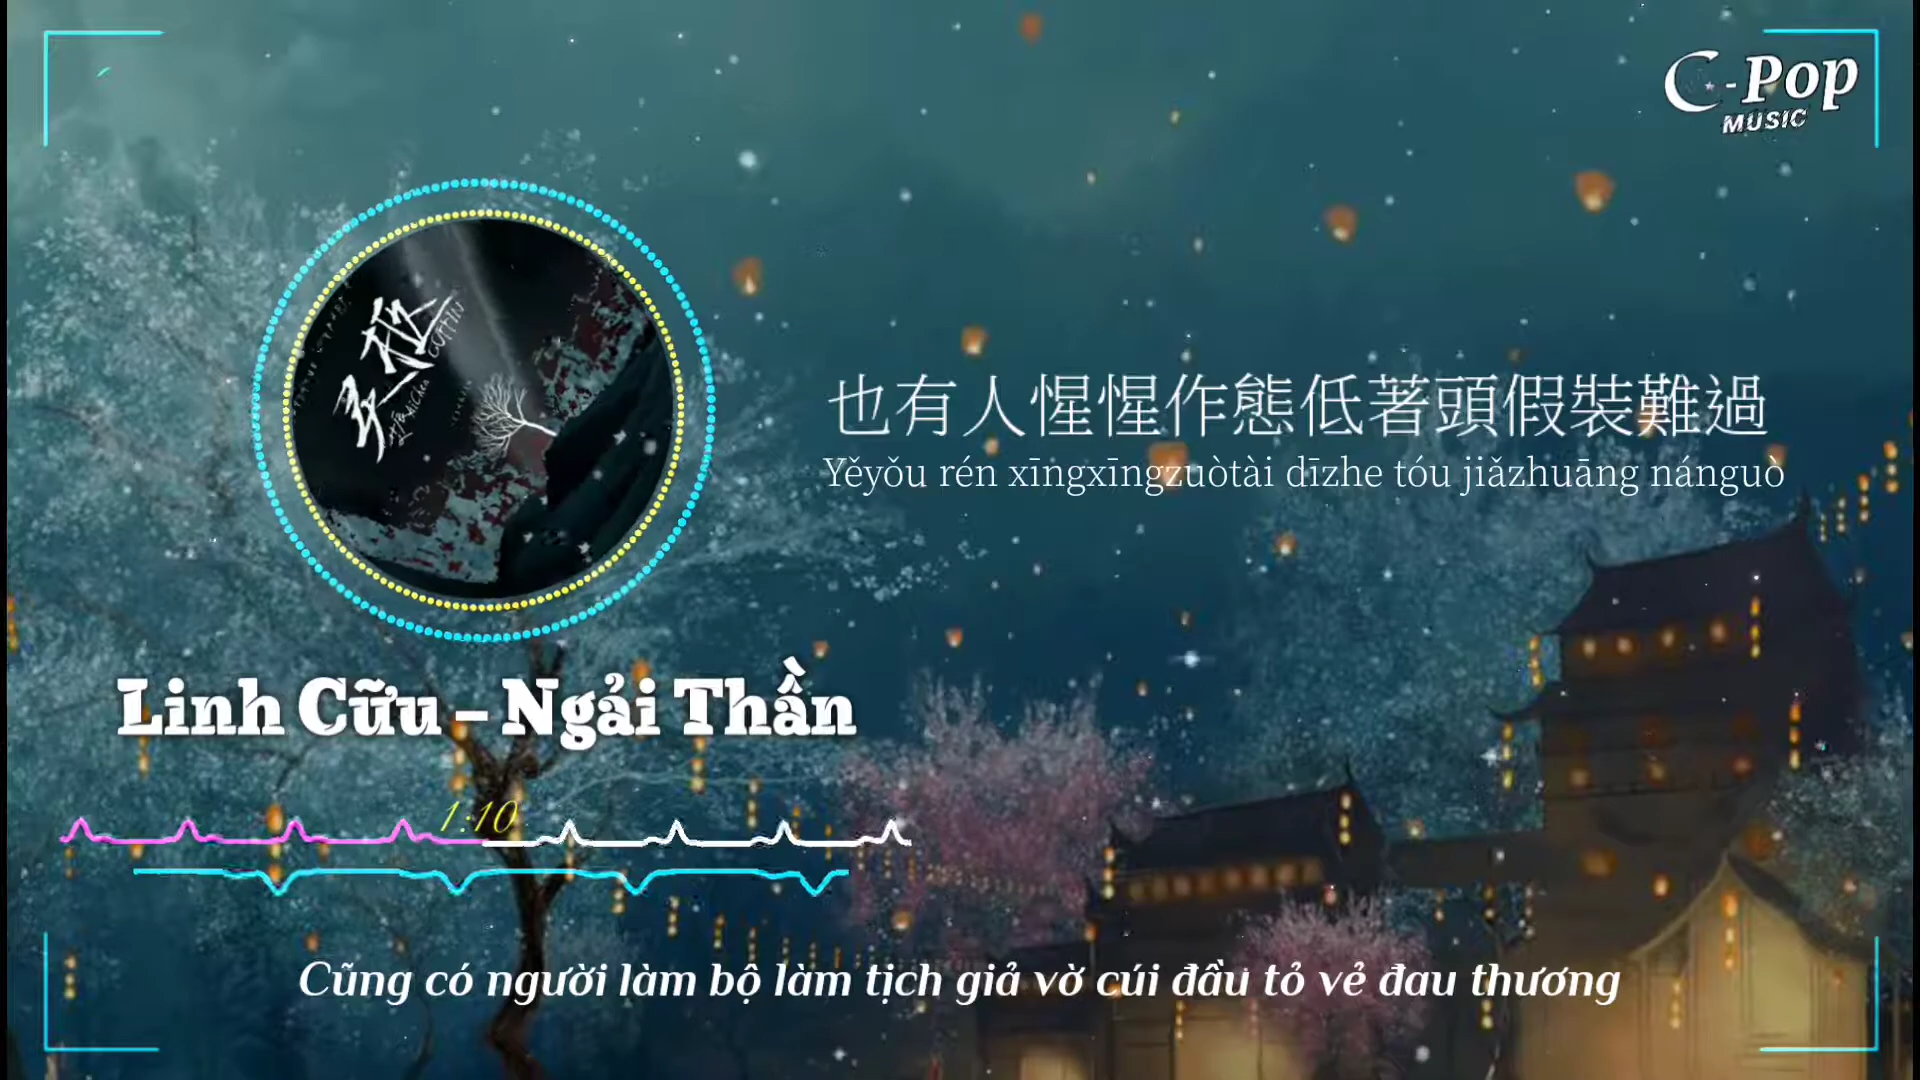 C-Pop
MUSIC
也有人惺惺作態低著頭假裝難過
Yěyǒu rén xīngxīngzuòtài dīzhe tóu jiǎzhuāng nánguò
Linh Cữu – Ngải Thần
1:10
Cũng có người làm bộ làm tịch giả vờ cúi đầu tỏ vẻ đau thương